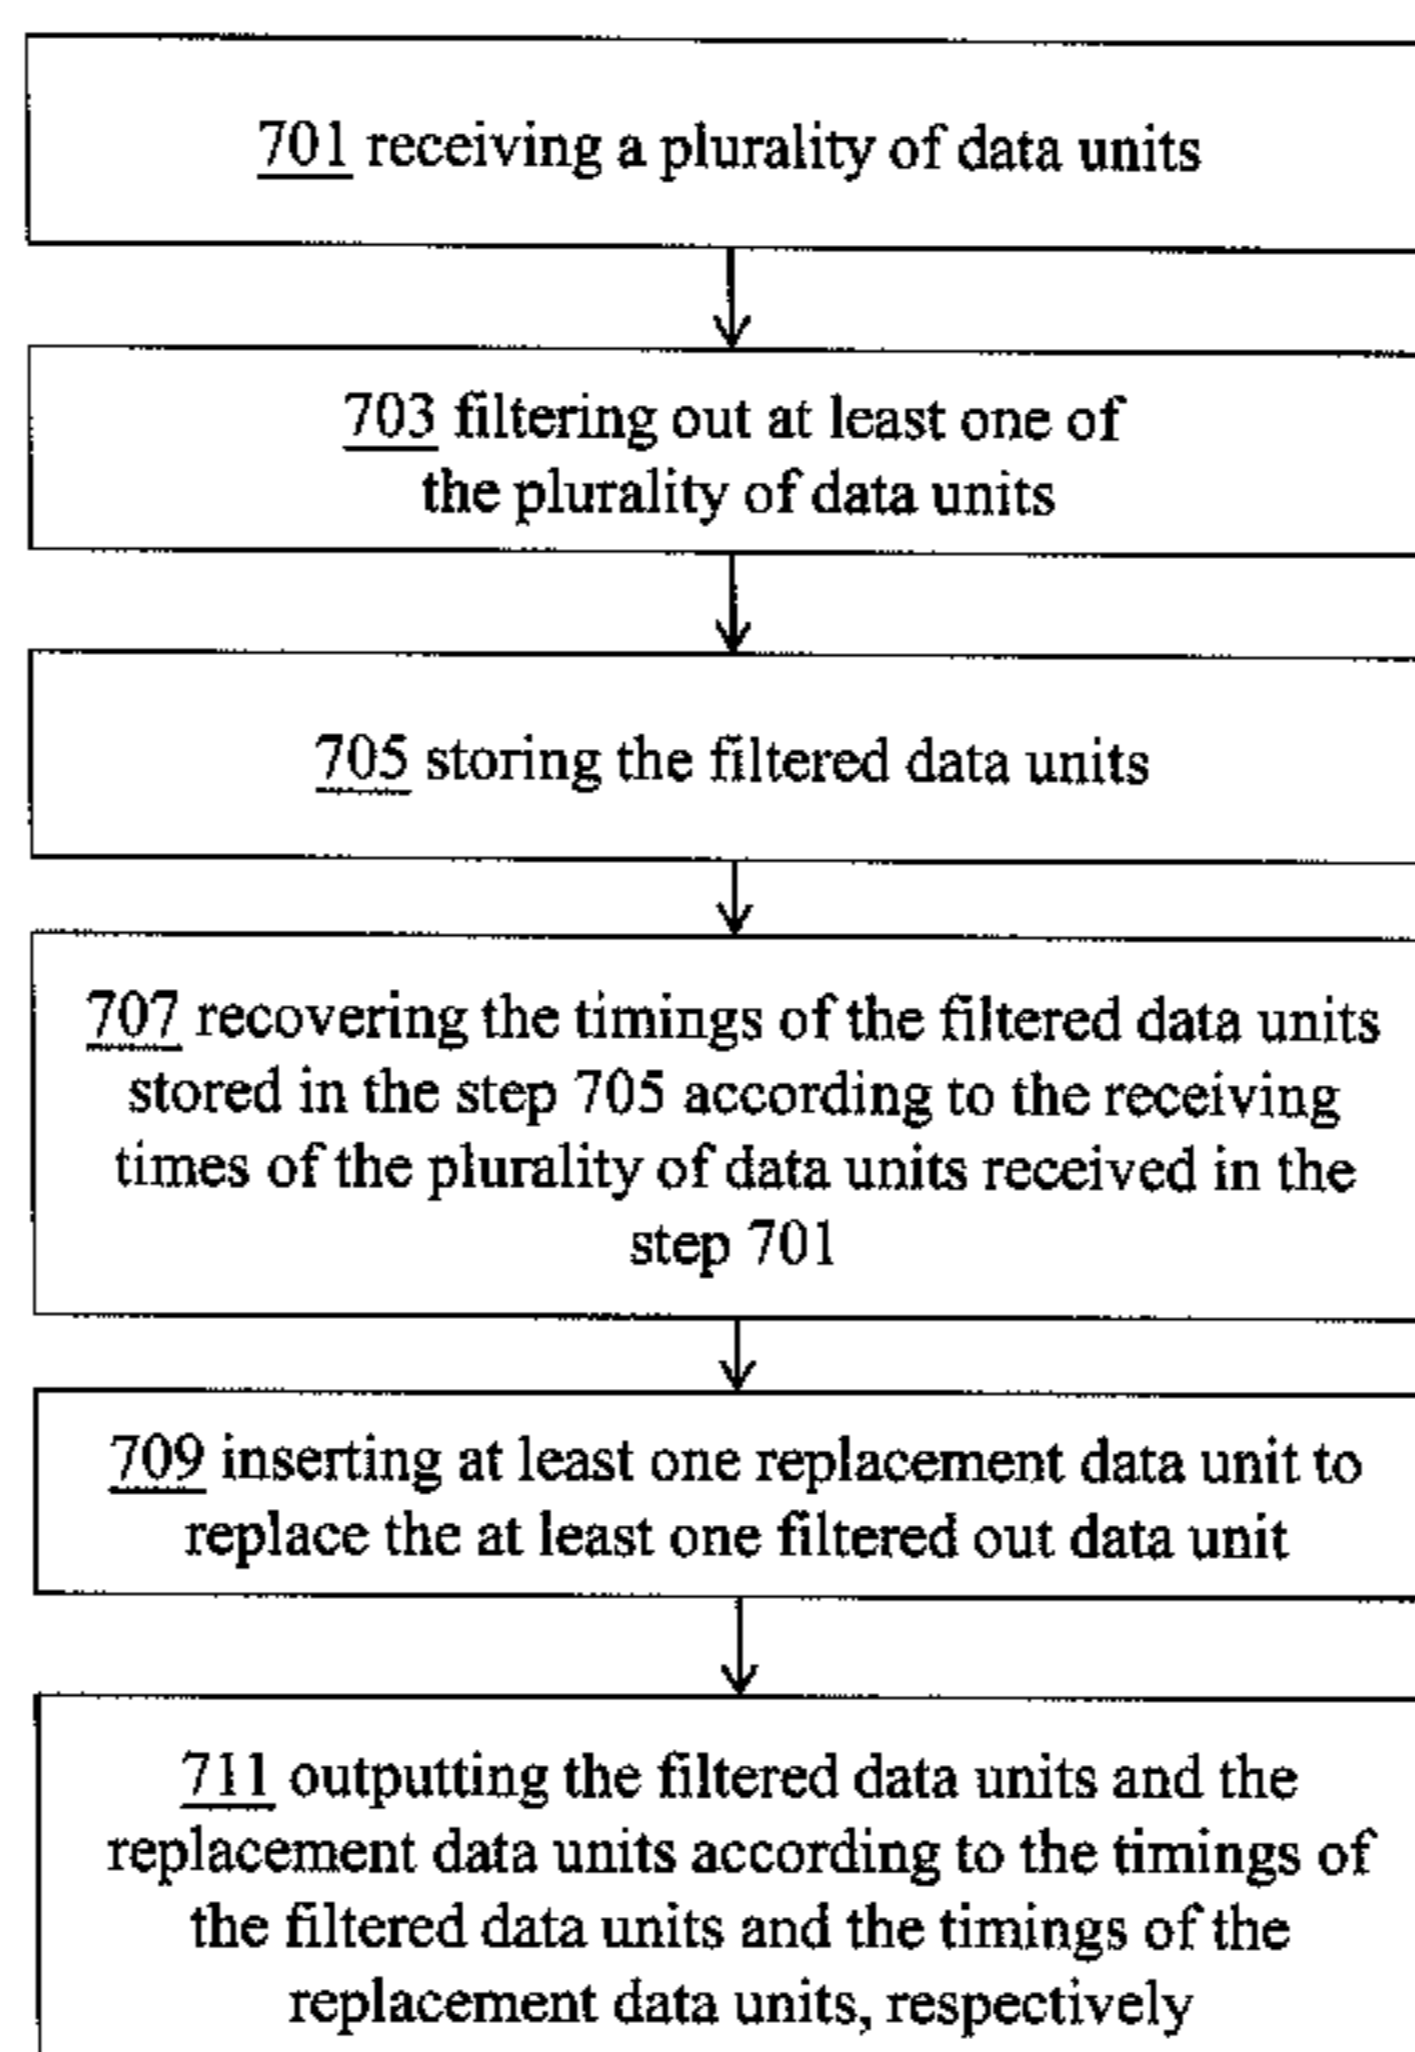 701 receiving a plurality of data units
703 filtering out at least one of
the plurality of data units
705 storing the filtered data units
707 recovering the timings of the filtered data units
stored in the step 705 according to the receiving
times of the plurality of data units received in the
step 701
709 inserting at least one replacement data unit to
replace the at least one filtered out data unit
711 outputting the filtered data units and the
replacement data units according to the timings of
the filtered data units and the timings of the
replacement data units, respectively